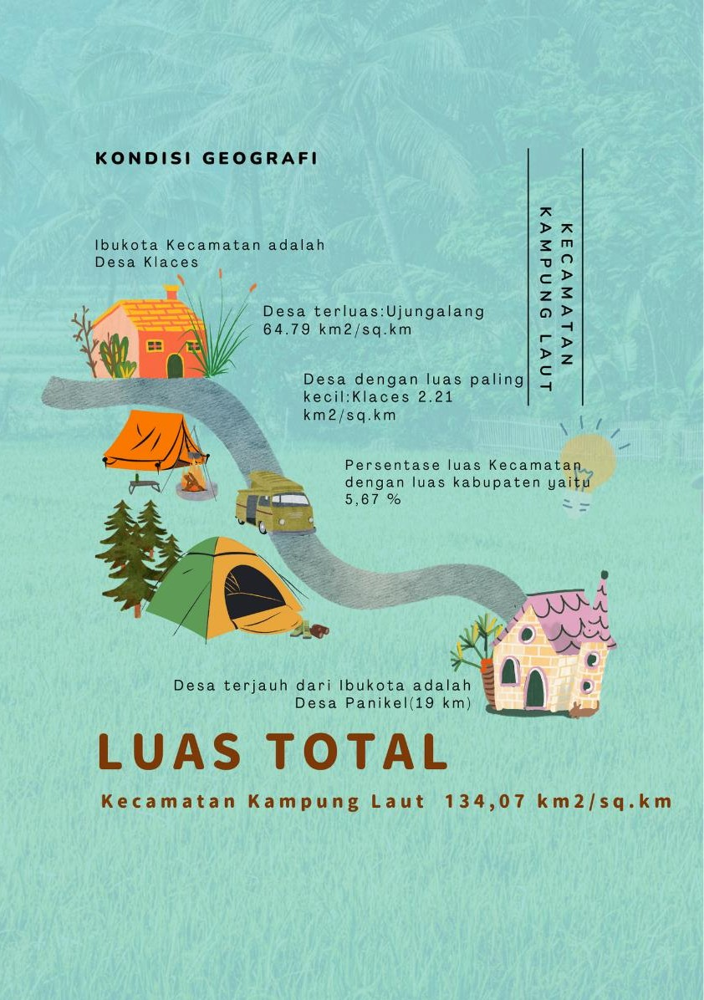 KONDISI GEOGRAFI
KECAMATAN
KAMPUNG LAUT
Ibukota Kecamatan adalah
Desa Klaces
Desa terluas:Ujungalang
64.79 km2/sq.km
Desa dengan luas paling
kecil:Klaces 2.21
km2/sq.km
Persentase luas Kecamatan
dengan luas kabupaten yaitu
5,67 %
Desa terjauh dari Ibukota adalah
Desa Panikel(19 km)
LUAS TOTAL
Kecamatan Kampung Laut 134,07 km2/sq.km